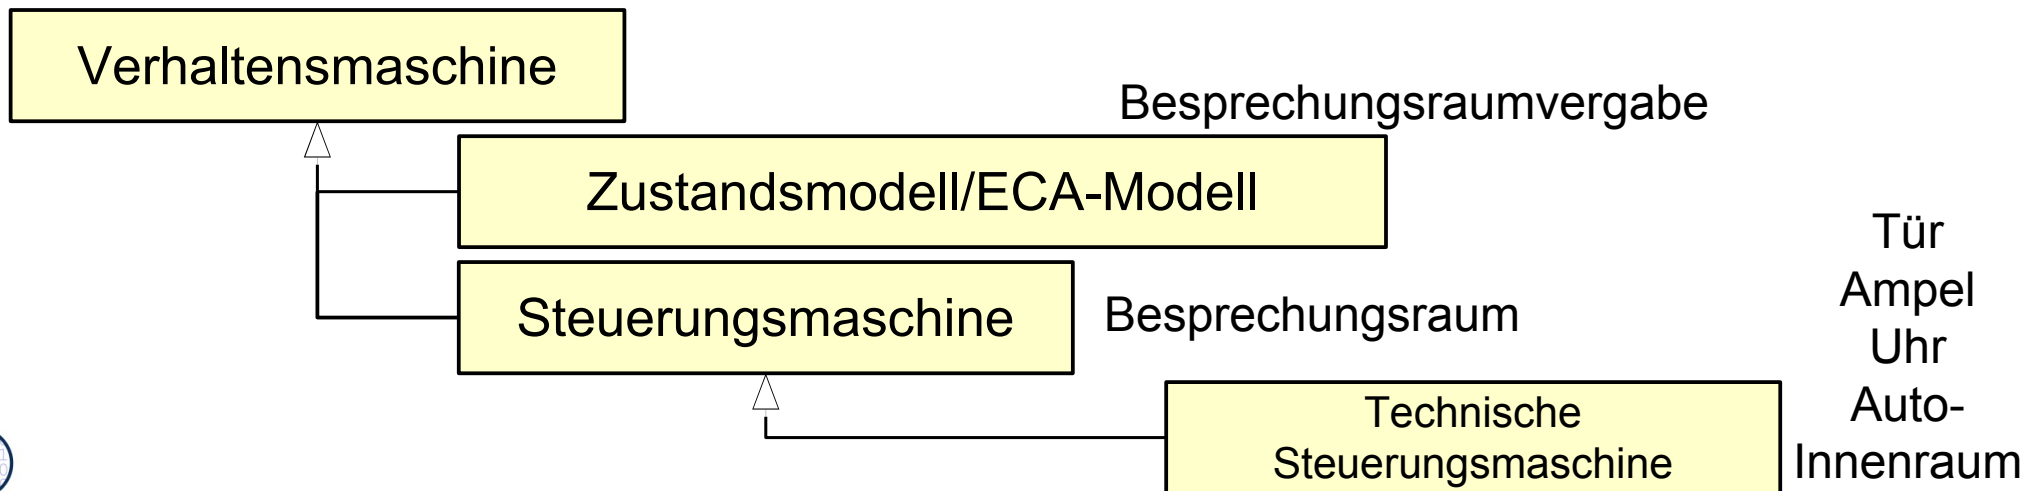 Verhaltensmaschine
Besprechungsraumvergabe
Zustandsmodell/ECA-Modell
Steuerungsmaschine
Besprechungsraum
Technische
Steuerungsmaschine
Tür
Ampel
Uhr
Auto-
Innenraum